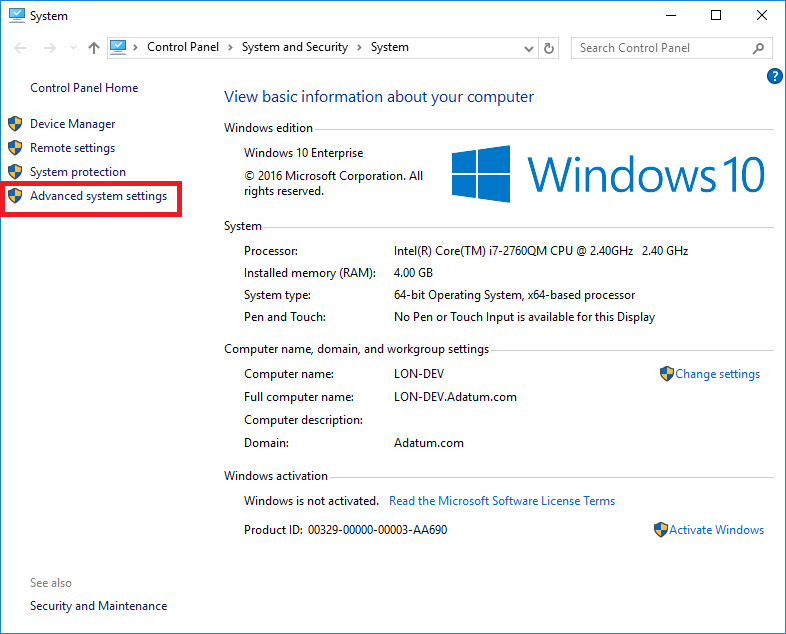 System
Control Panel > System and Security > System
Search Control Panel
?
Control Panel Home
Device Manager
Remote settings
System protection
Advanced system settings
See also
Security and Maintenance
View basic information about your computer
Windows edition
Windows 10 Enterprise
© 2016 Microsoft Corporation. All
rights reserved.
Windows 10
System
Processor: Intel(R) Core(TM) i7-2760QM CPU @ 2.40GHz 2.40 GHz
Installed memory (RAM): 4.00 GB
System type: 64-bit Operating System, x64-based processor
Pen and Touch: No Pen or Touch Input is available for this Display
Computer name, domain, and workgroup settings
Computer name: LON-DEV Change settings
Full computer name: LON-DEV.Adatum.com
Computer description:
Domain: Adatum.com
Windows activation
Windows is not activated. Read the Microsoft Software License Terms
Product ID: 00329-00000-00003-AA690 Activate Windows